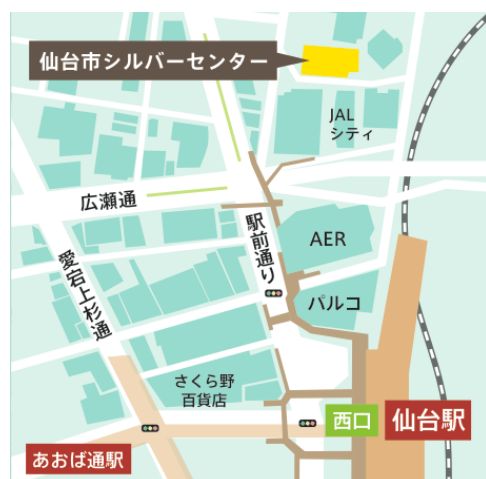 仙台市シルバーセンター
JAL
シティ
広瀬通
駅前通り
AER
愛宕上杉通
パルコ
さくら野
百貨店
西口
仙台駅
あおば通駅